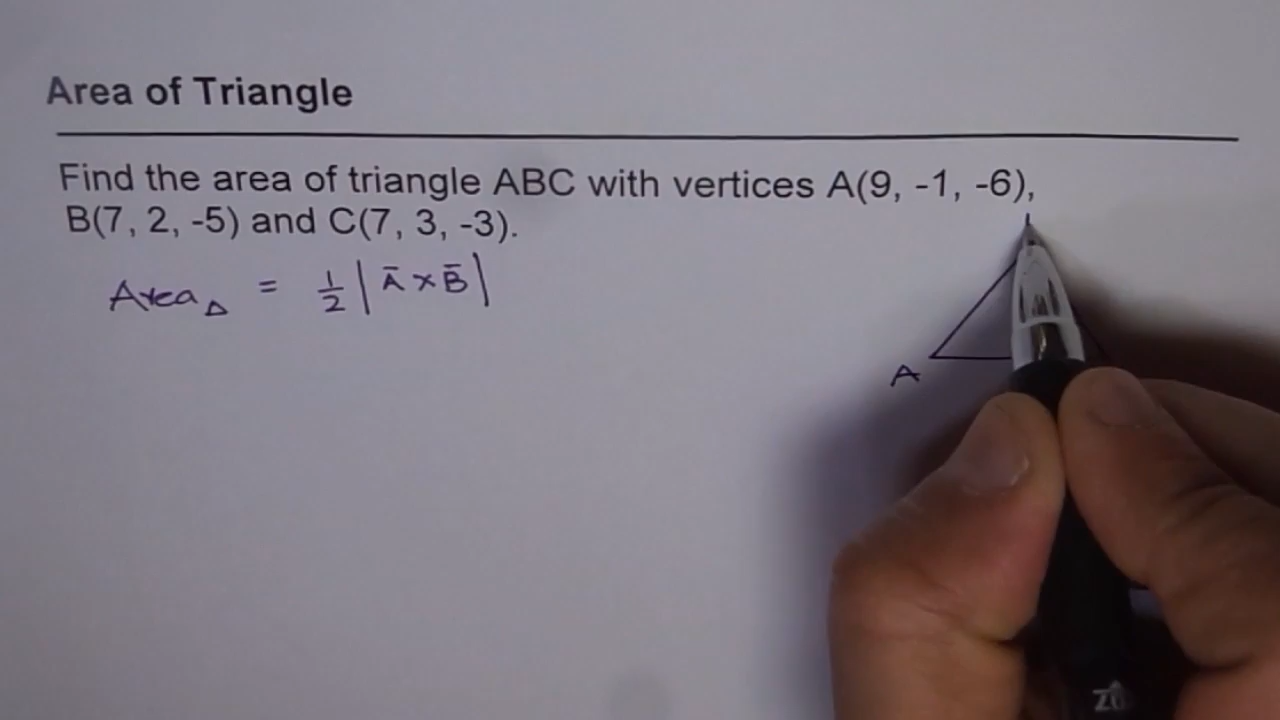 Area of Triangle
Find the area of triangle ABC with vertices A(9, -1, -6),
B(7, 2, -5) and C(7, 3, -3).
Area△ = 1/2 | A̅ × B̅ |
A